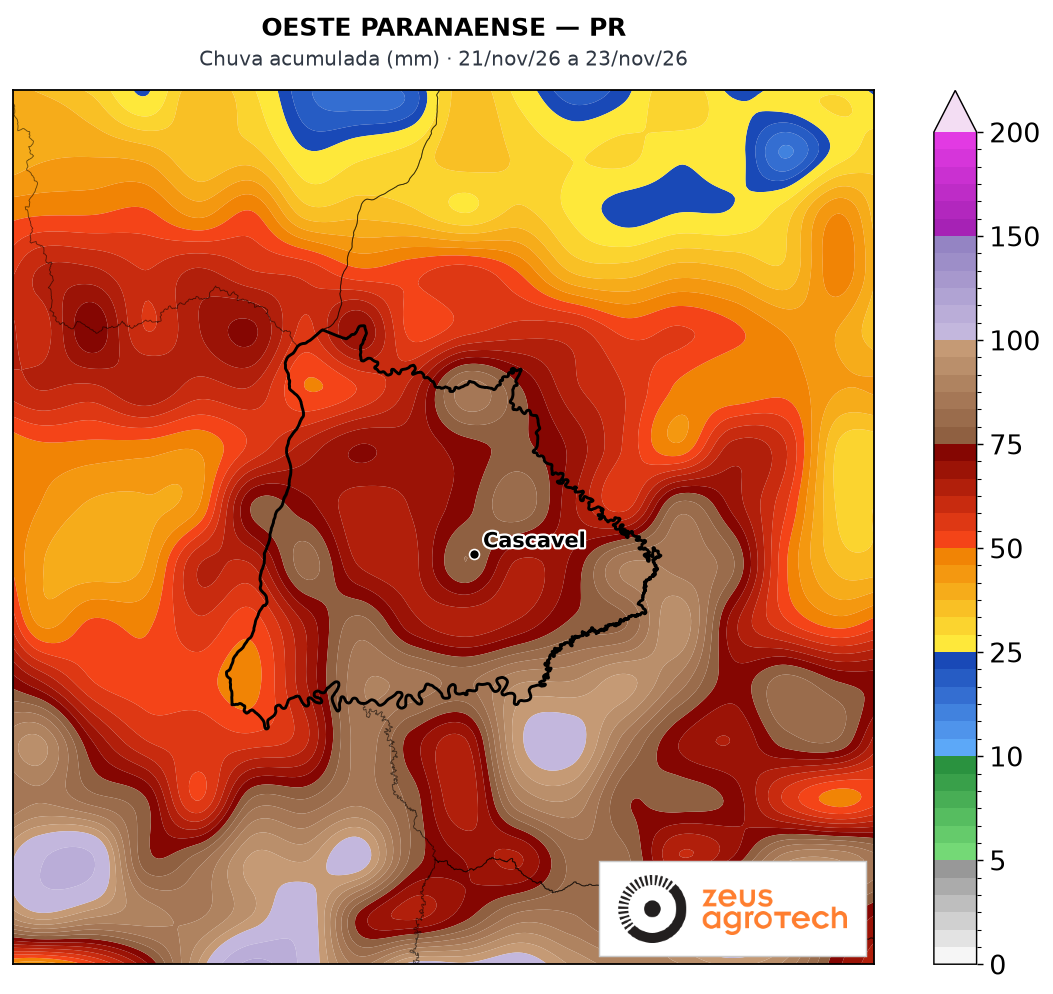 OESTE PARANAENSE — PR
Chuva acumulada (mm) · 21/nov/26 a 23/nov/26
200
150
100
75
50
25
10
5
0
Cascavel
zeus
agrotech